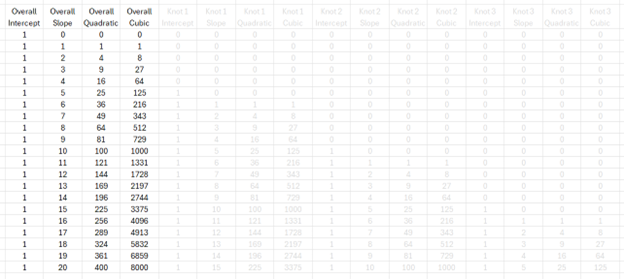 Overall Overall Overall Overall Knot 1 Knot 1 Knot 1 Knot 1 Knot 2 Knot 2 Knot 2 Knot 2 Knot 3 Knot 3 Knot 3 Knot 3
Intercept Slope Quadratic Cubic Intercept Slope Quadratic Cubic Intercept Slope Quadratic Cubic Intercept Slope Quadratic Cubic
1 0 0 0 0 0 0 0 0 0 0 0 0 0 0 0
1 1 1 1 0 0 0 0 0 0 0 0 0 0 0 0
1 2 4 8 0 0 0 0 0 0 0 0 0 0 0 0
1 3 9 27 0 0 0 0 0 0 0 0 0 0 0 0
1 4 16 64 0 0 0 0 0 0 0 0 0 0 0 0
1 5 25 125 1 0 0 0 0 0 0 0 0 0 0 0
1 6 36 216 1 1 1 1 0 0 0 0 0 0 0 0
1 7 49 343 1 2 4 8 0 0 0 0 0 0 0 0
1 8 64 512 1 3 9 27 0 0 0 0 0 0 0 0
1 9 81 729 1 4 16 64 0 0 0 0 0 0 0 0
1 10 100 1000 1 5 25 125 1 0 0 0 0 0 0 0
1 11 121 1331 1 6 36 216 1 1 1 1 0 0 0 0
1 12 144 1728 1 7 49 343 1 2 4 8 0 0 0 0
1 13 169 2197 1 8 64 512 1 3 9 27 0 0 0 0
1 14 196 2744 1 9 81 729 1 4 16 64 0 0 0 0
1 15 225 3375 1 10 100 1000 1 5 25 125 1 0 0 0
1 16 256 4096 1 11 121 1331 1 6 36 216 1 1 1 1
1 17 289 4913 1 12 144 1728 1 7 49 343 1 2 4 8
1 18 324 5832 1 13 169 2197 1 8 64 512 1 3 9 27
1 19 361 6859 1 14 196 2744 1 9 81 729 1 4 16 64
1 20 400 8000 1 15 225 3375 1 10 100 1000 1 5 25 125